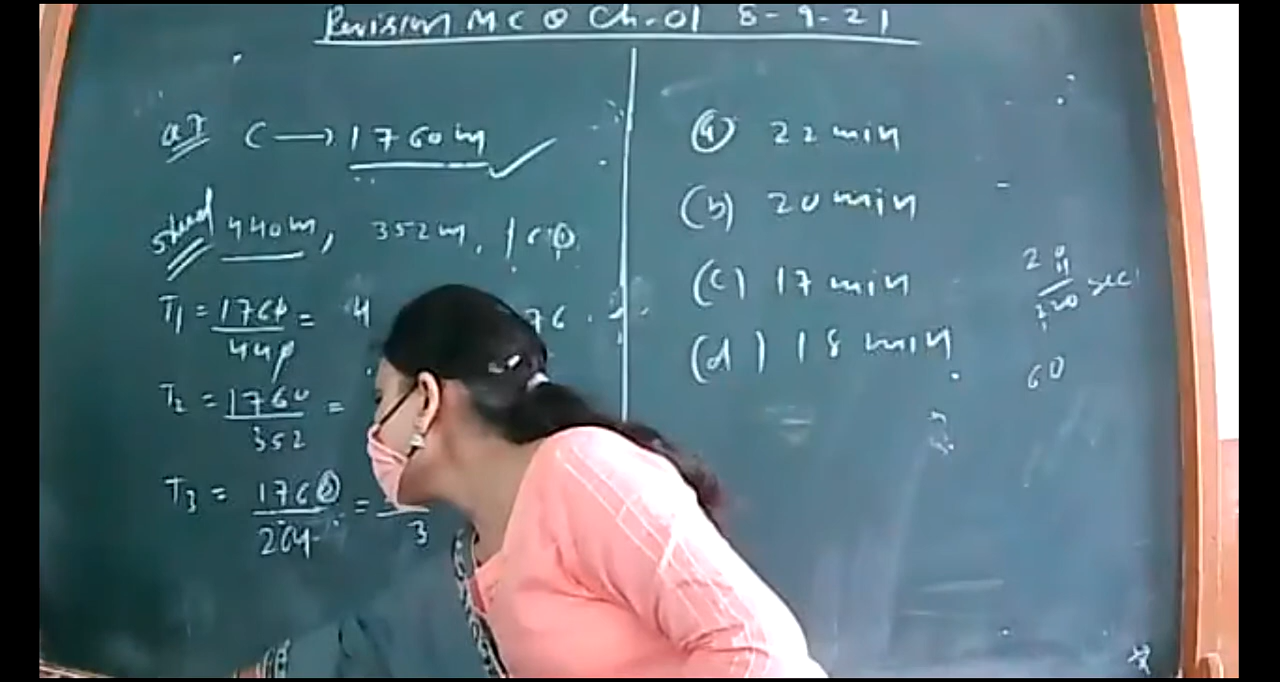 Revision MCQ Ch-01 8-9-21
C → 1760m
440m, 352m,
T1 = 1760/440 = 4
T2 = 1760/352 =
T3 = 1760/264 = /3
76
(a) 22 min
(b) 20 min
(c) 17 min
(d) 18 min
sec
60